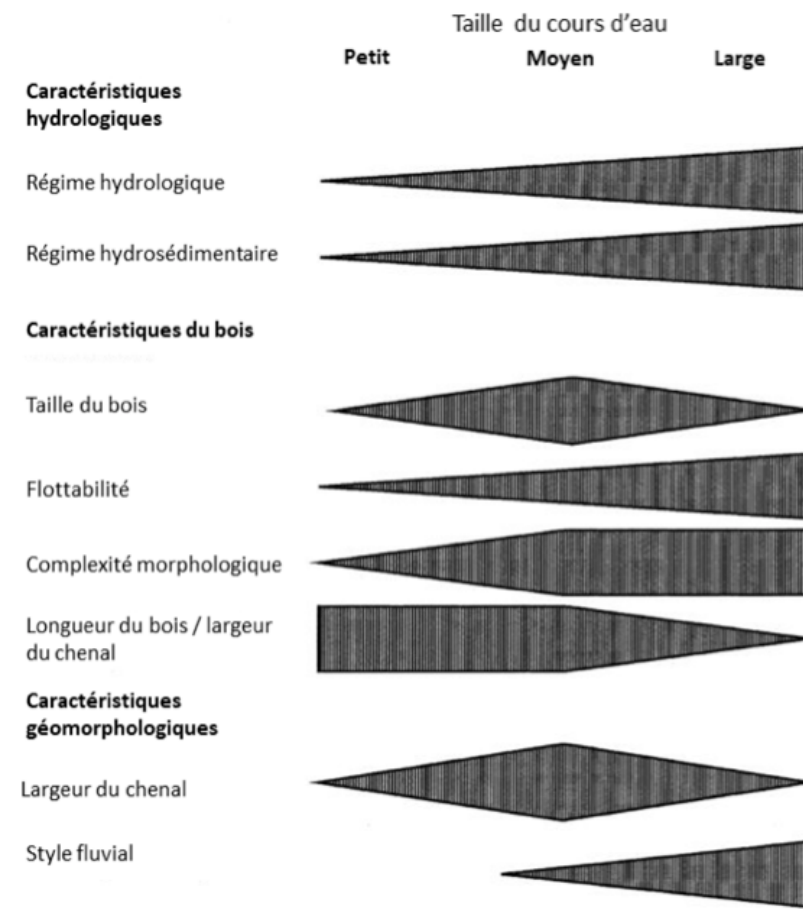 Taille du cours d'eau
Petit Moyen Large
Caractéristiques
hydrologiques
Régime hydrologique
Régime hydrosédimentaire
Caractéristiques du bois
Taille du bois
Flottabilité
Complexité morphologique
Longueur du bois / largeur
du chenal
Caractéristiques
géomorphologiques
Largeur du chenal
Style fluvial